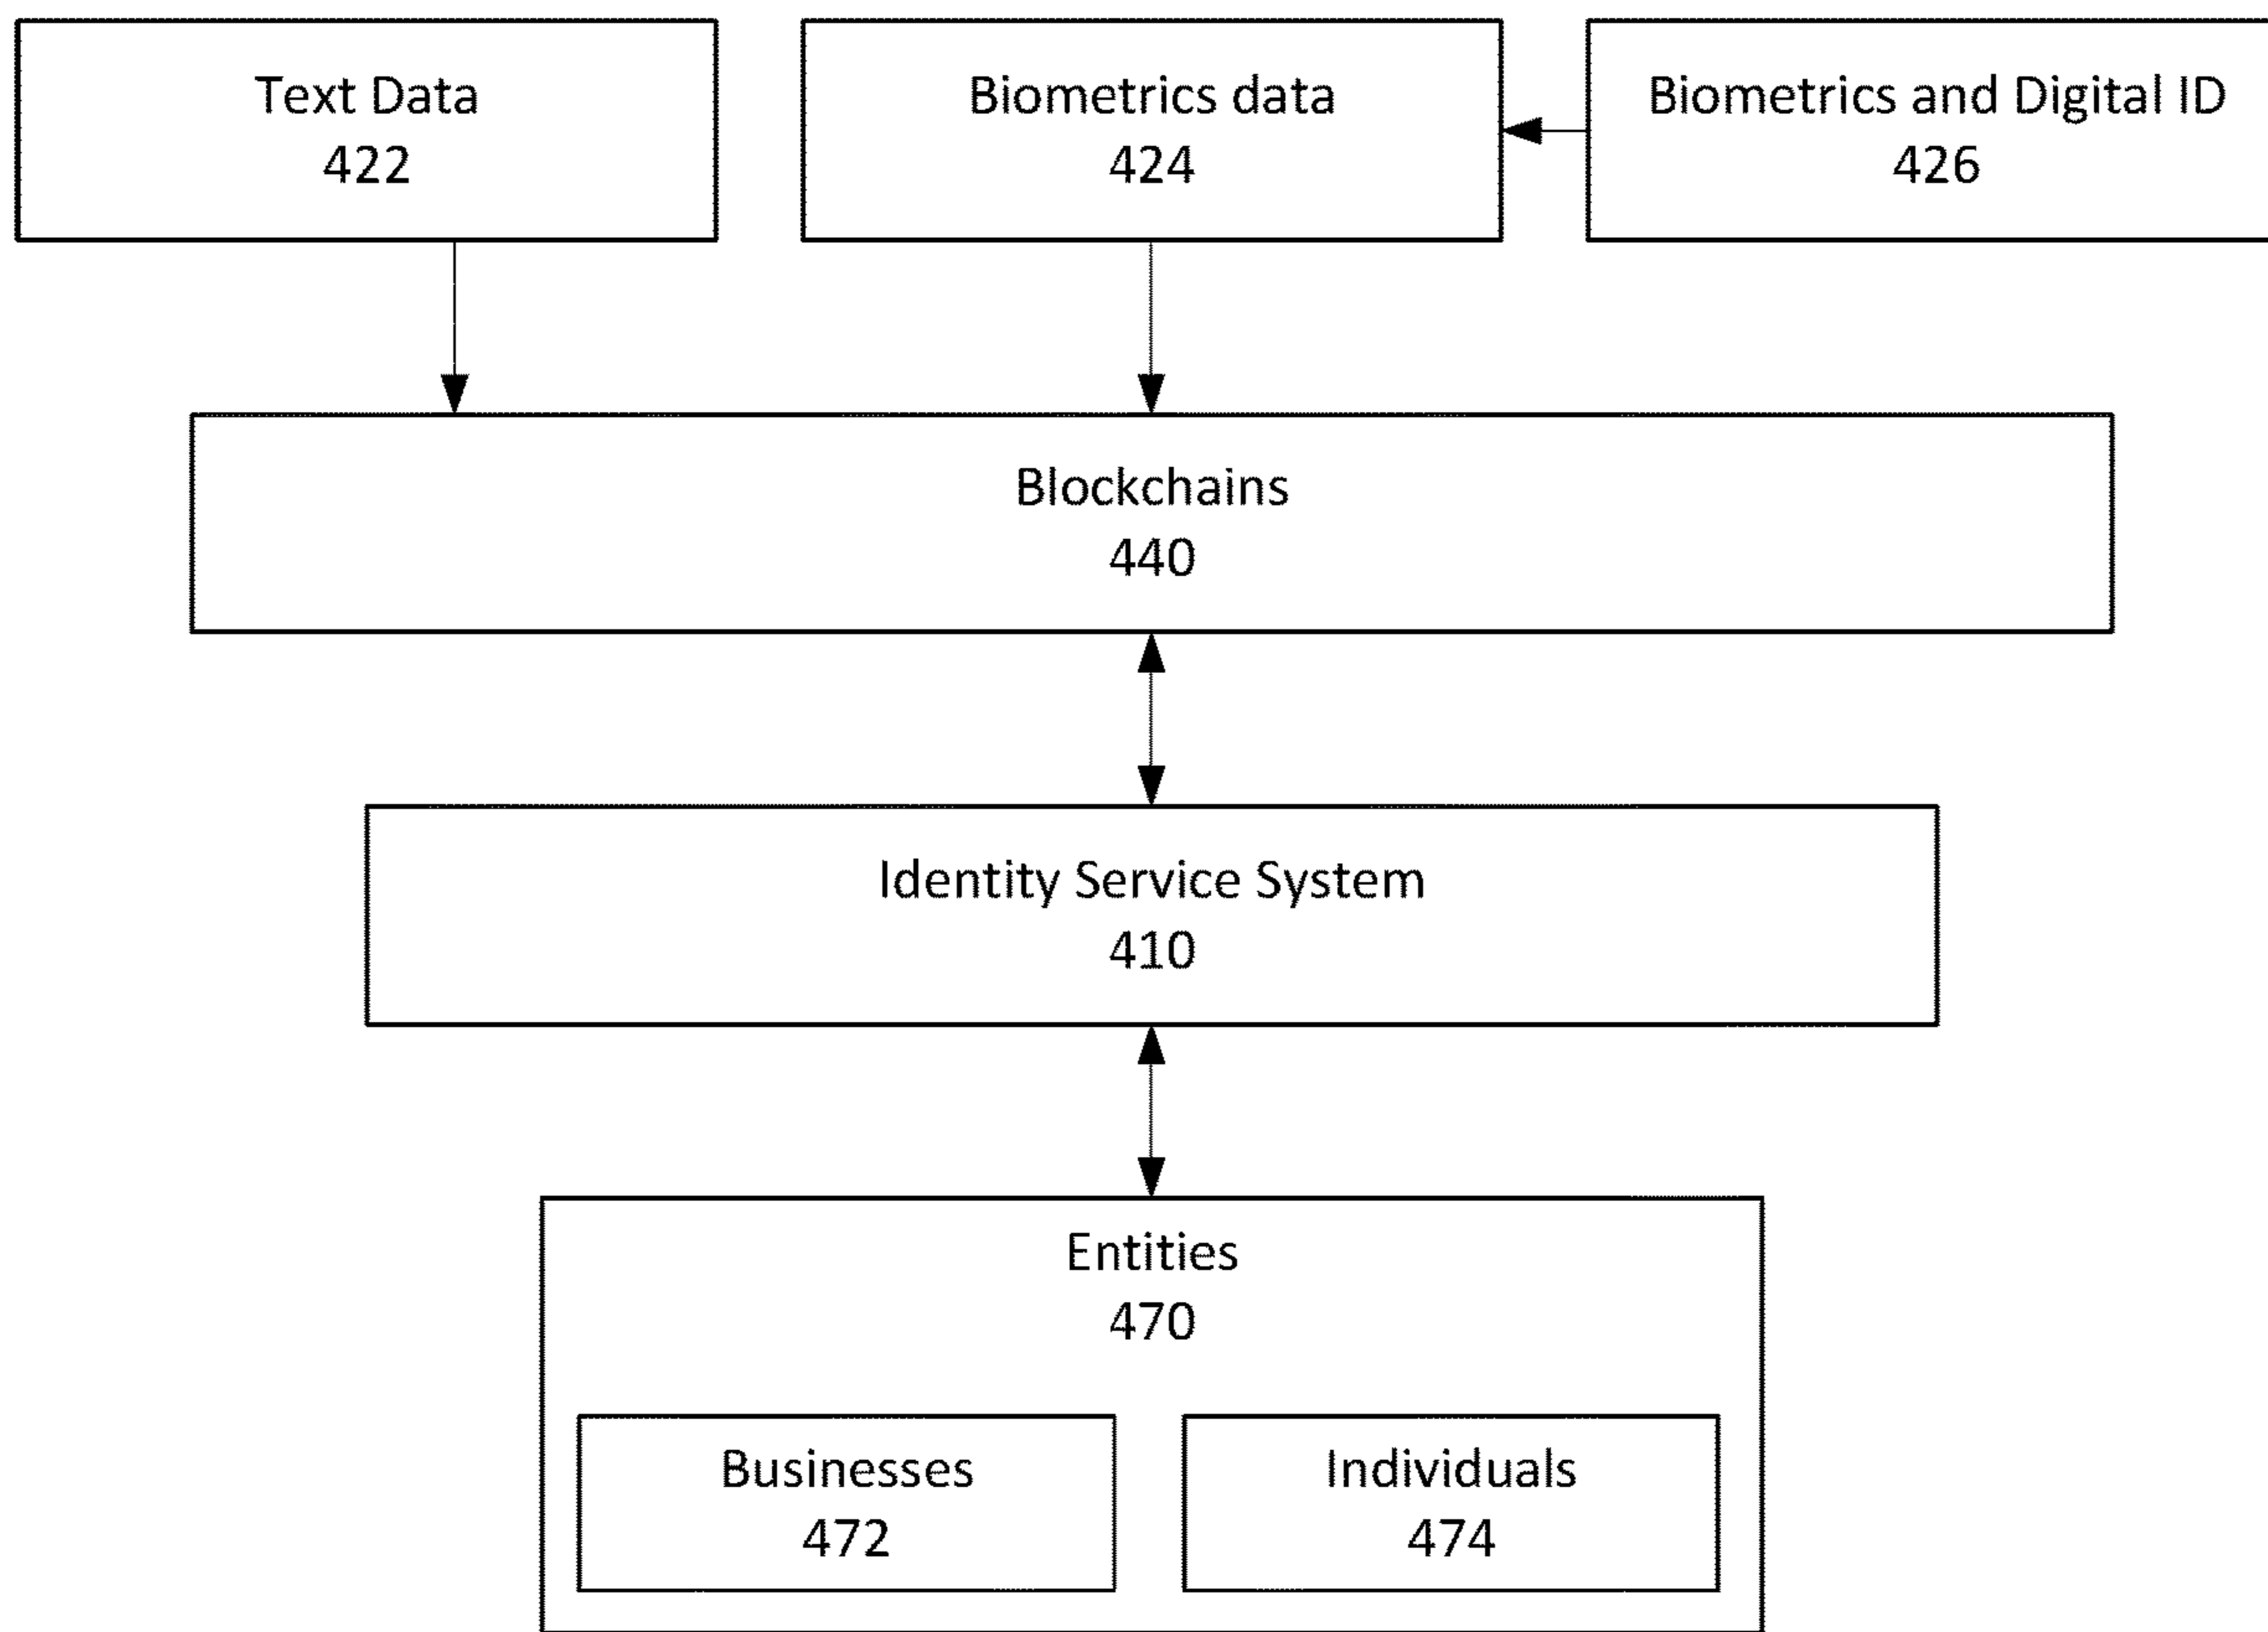 Text Data
422
Biometrics data
424
Biometrics and Digital ID
426
Blockchains
440
Identity Service System
410
Entities
470
Businesses
472
Individuals
474